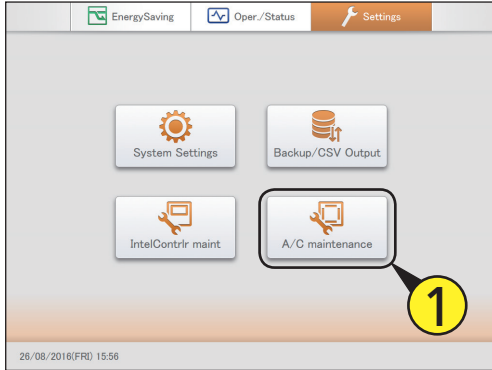 EnergySaving
Oper./Status
Settings
System Settings
Backup/CSV Output
IntelContrlr maint
A/C maintenance
1
26/08/2016(FRI) 15:56